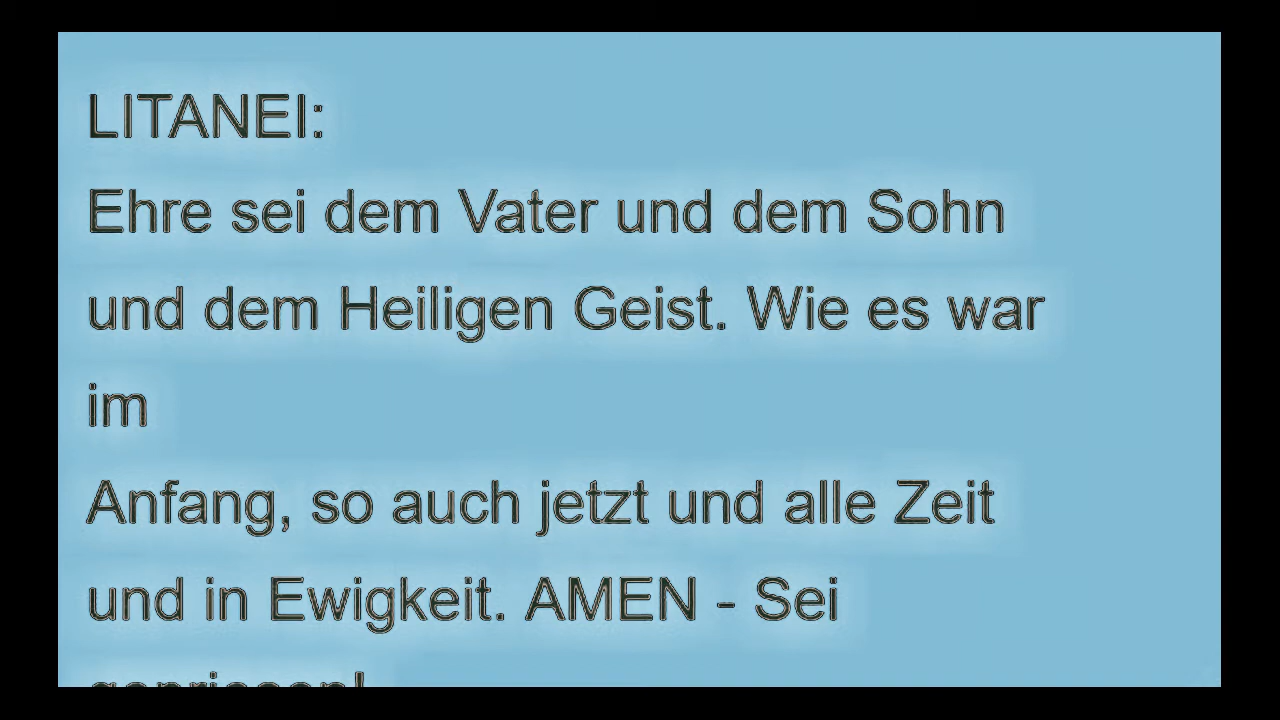 LITANEI:
Ehre sei dem Vater und dem Sohn
und dem Heiligen Geist. Wie es war
im
Anfang, so auch jetzt und alle Zeit
und in Ewigkeit. AMEN - Sei
gepriesen!